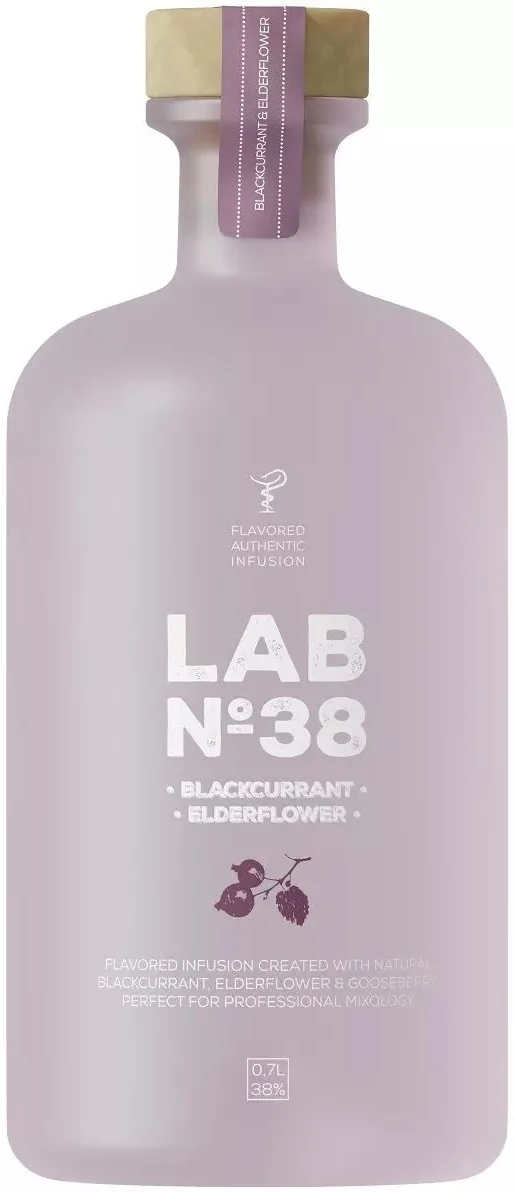 BLACKCURRANT & ELDERFLOWER
FLAVORED
AUTHENTIC
INFUSION
LAB
Nº38
• BLACKCURRANT •
• ELDERFLOWER •
FLAVORED INFUSION CREATED WITH NATURAL
BLACKCURRANT, ELDERFLOWER & GOOSEBERRY
PERFECT FOR PROFESSIONAL MIXOLOGY
0,7L
38%